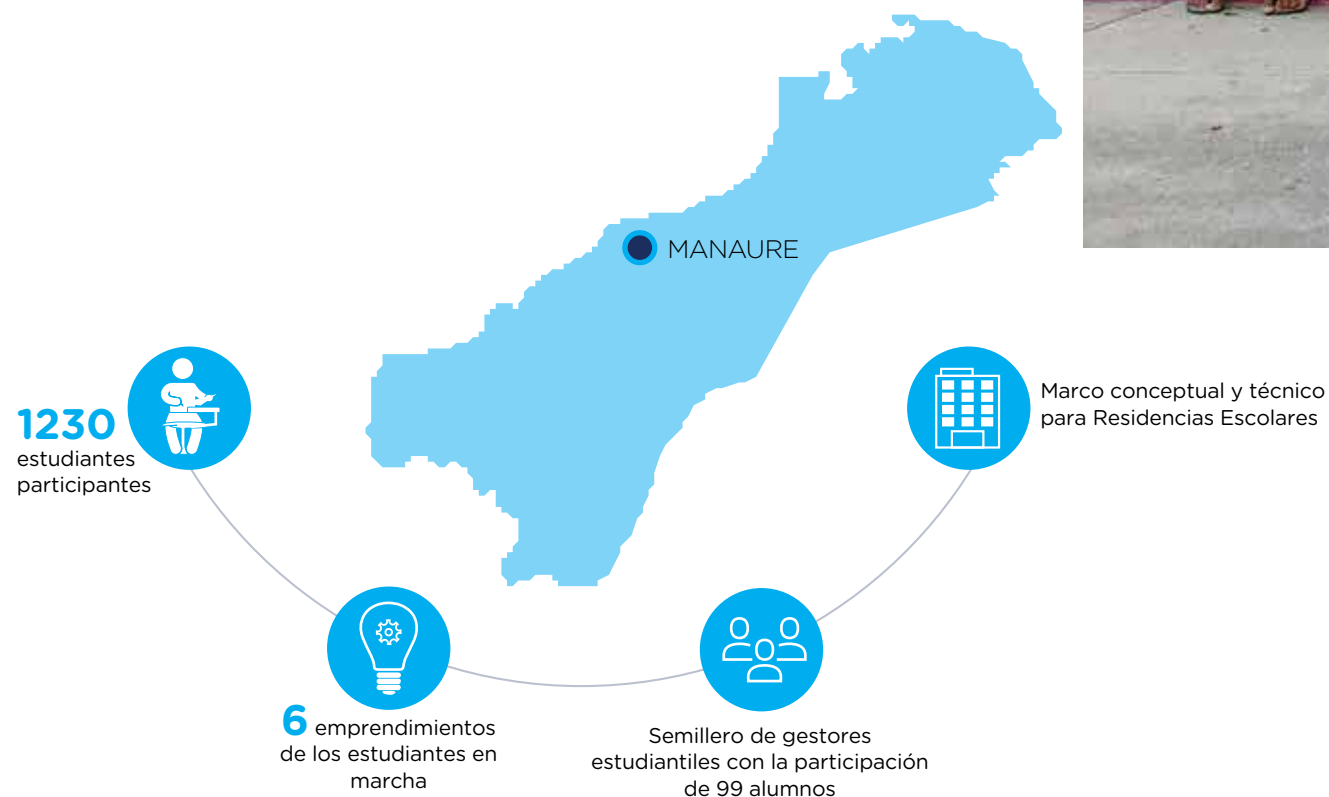 MANAURE
1230
estudiantes
participantes
6 emprendimientos
de los estudiantes en
marcha
Semillero de gestores
estudiantiles con la participación
de 99 alumnos
Marco conceptual y técnico
para Residencias Escolares